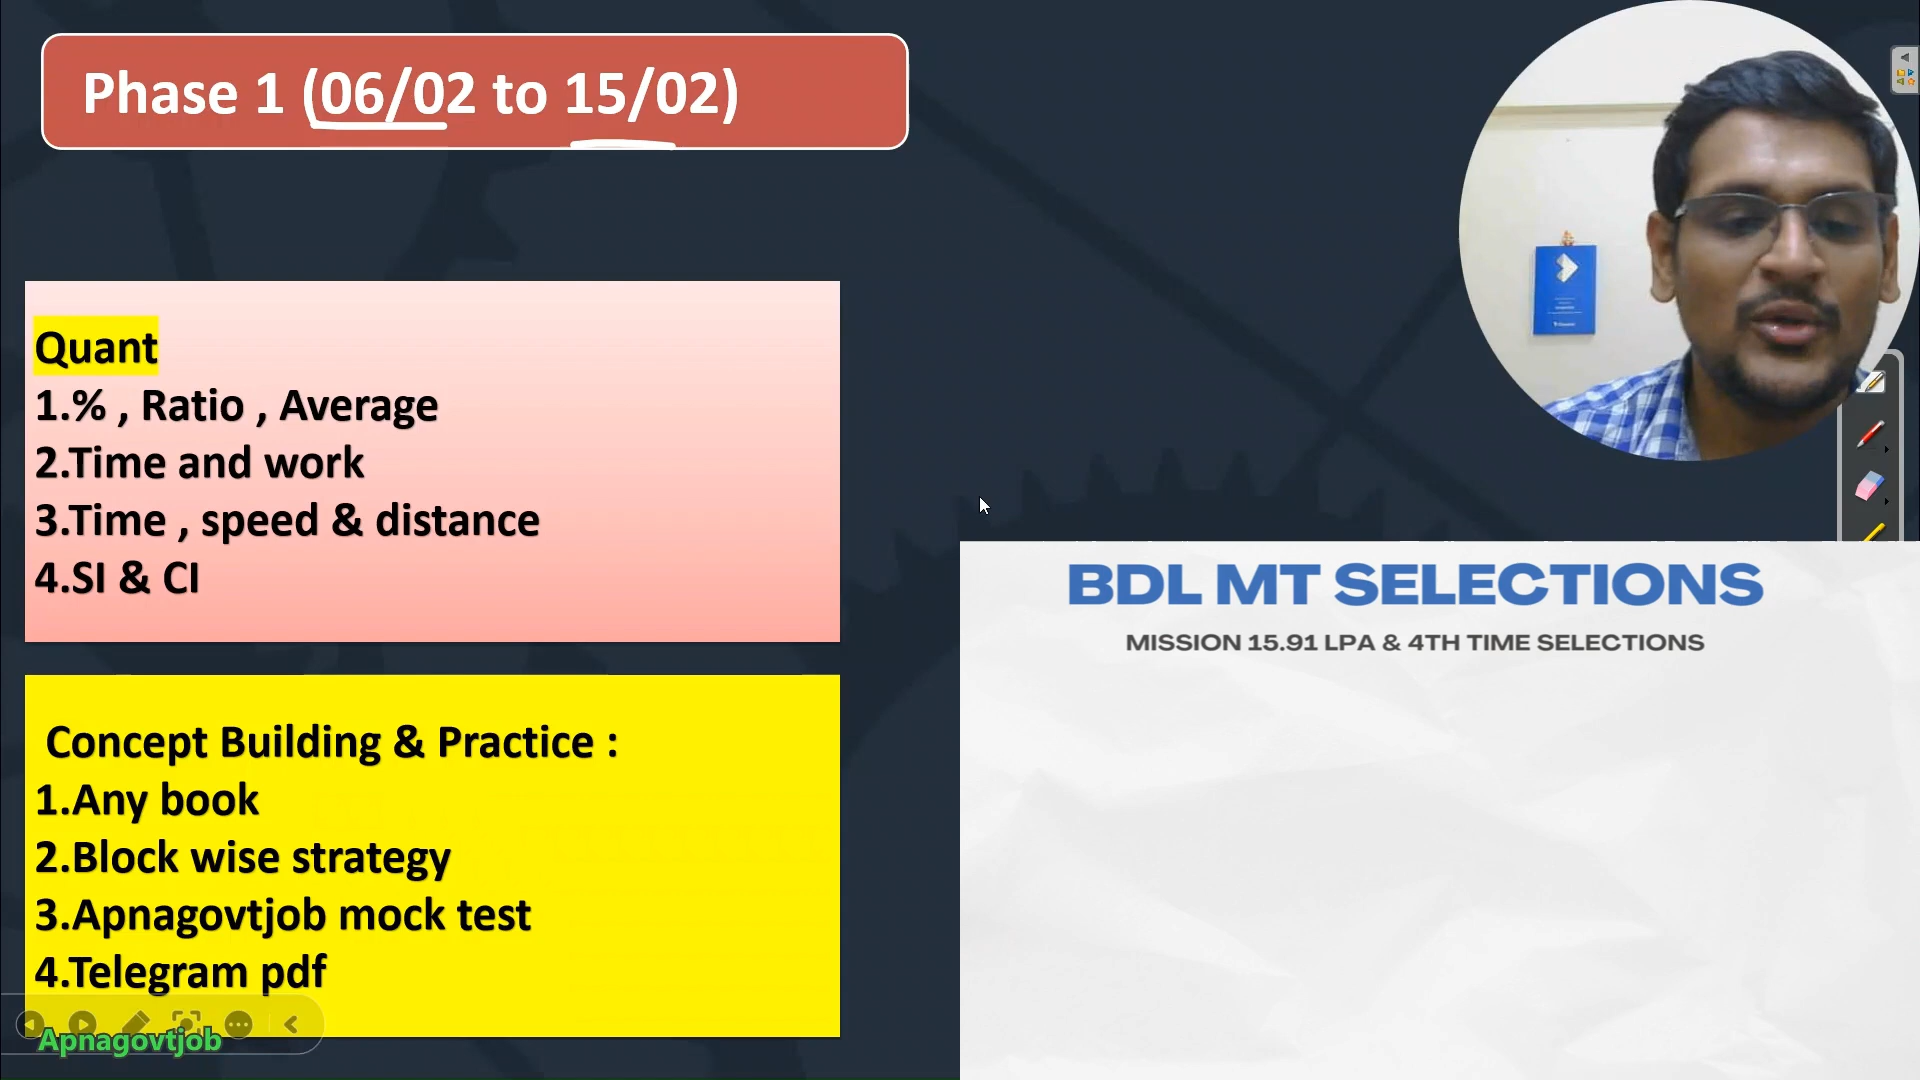 Phase 1 (06/02 to 15/02)
Quant
1.% , Ratio , Average
2.Time and work
3.Time , speed & distance
4.SI & CI
Concept Building & Practice :
1.Any book
2.Block wise strategy
3.Apnagovtjob mock test
4.Telegram pdf
Apnagovtjob
BDL MT SELECTIONS
MISSION 15.91 LPA & 4TH TIME SELECTIONS